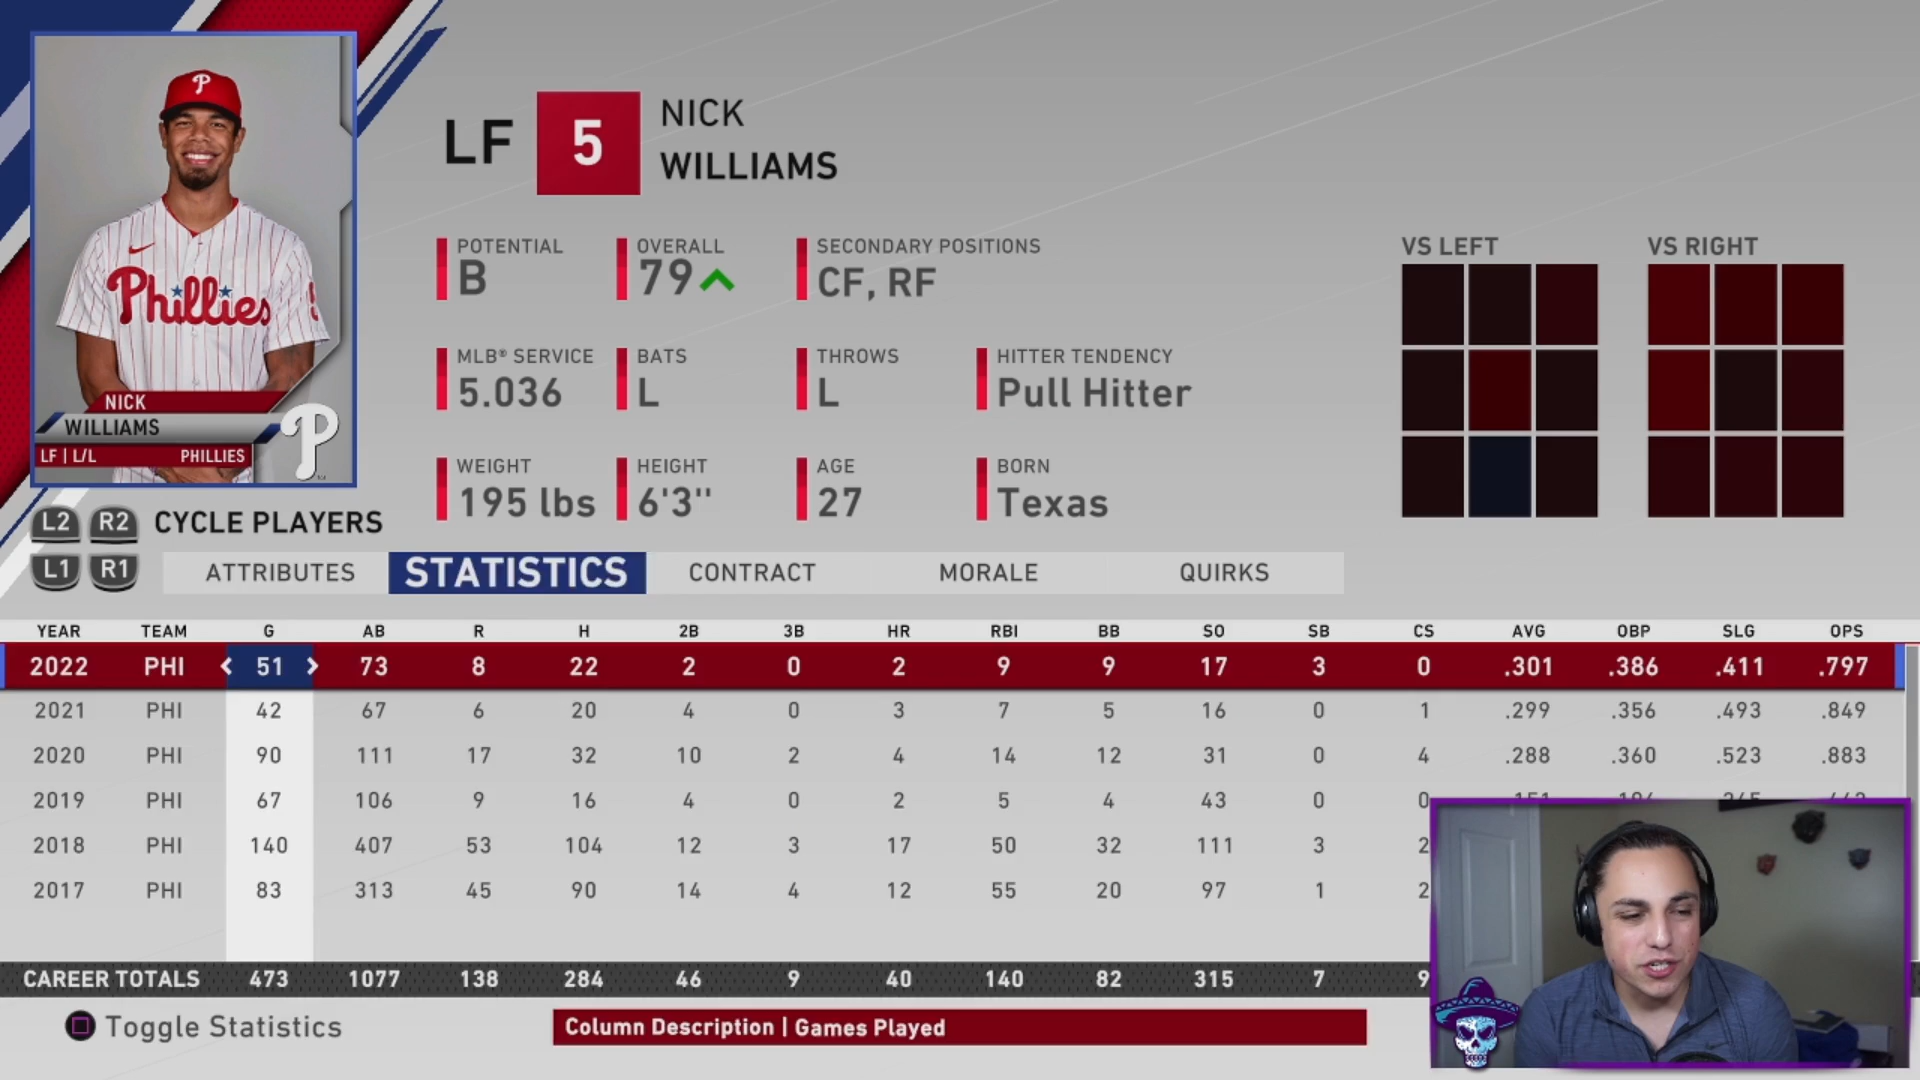 LF 5 NICK
WILLIAMS
Phillies
NICK
WILLIAMS
LF | L/L PHILLIES
POTENTIAL OVERALL SECONDARY POSITIONS
B 79 CF, RF
MLB® SERVICE BATS THROWS HITTER TENDENCY
5.036 L L Pull Hitter
WEIGHT HEIGHT AGE BORN
195 lbs 6'3" 27 Texas
VS LEFT VS RIGHT
L2 R2 CYCLE PLAYERS
L1 R1 ATTRIBUTES STATISTICS CONTRACT MORALE QUIRKS
YEAR TEAM G AB R H 2B 3B HR RBI BB SO SB CS AVG OBP SLG OPS
2022 PHI 51 73 8 22 2 0 2 9 9 17 3 0 .301 .386 .411 .797
2021 PHI 42 67 6 20 4 0 3 7 5 16 0 1 .299 .356 .493 .849
2020 PHI 90 111 17 32 10 2 4 14 12 31 0 4 .288 .360 .523 .883
2019 PHI 67 106 9 16 4 0 2 5 4 43 0 0
2018 PHI 140 407 53 104 12 3 17 50 32 111 3 2
2017 PHI 83 313 45 90 14 4 12 55 20 97 1 2
CAREER TOTALS 473 1077 138 284 46 9 40 140 82 315 7 9
Toggle Statistics
Column Description | Games Played